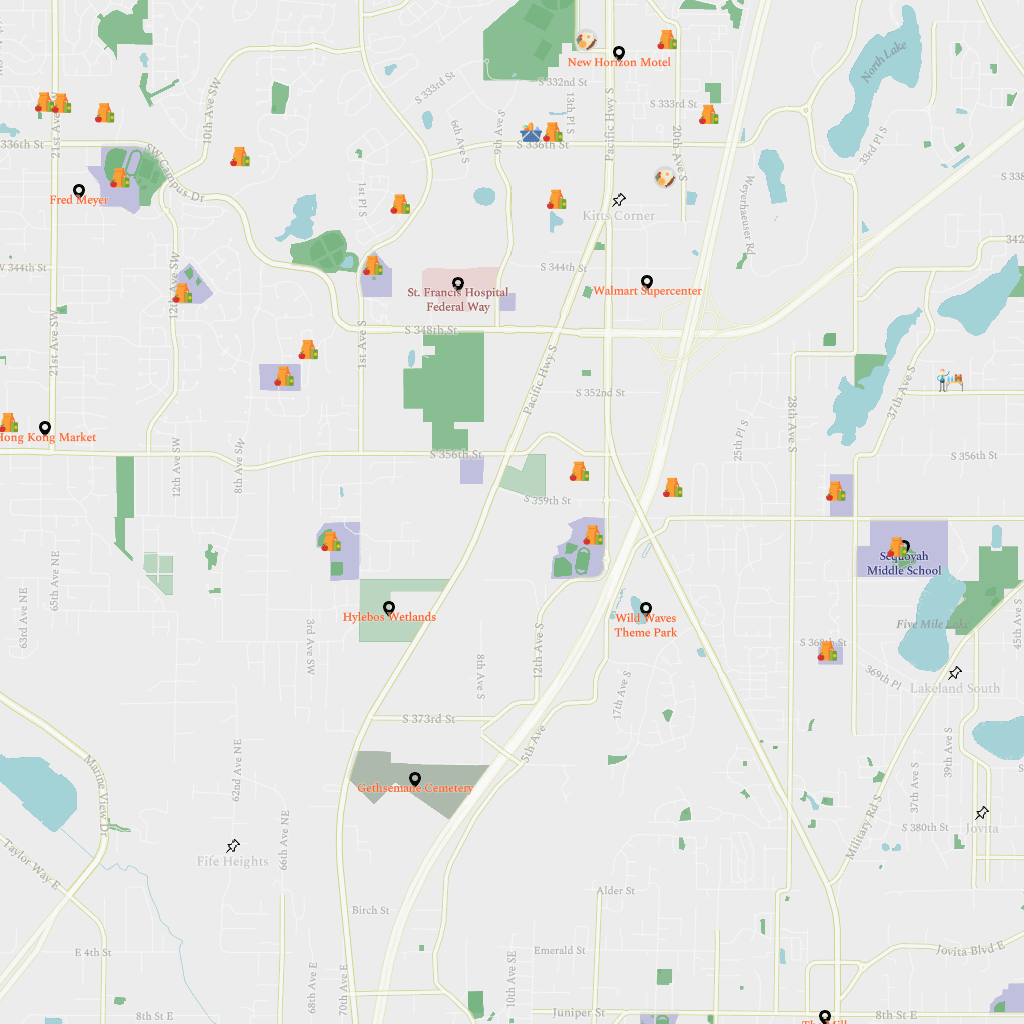 New Horizon Motel
North Lake
S 333rd St
S 332nd St
13th Pl S
Pacific Hwy S
S 333rd St
20th Ave S
33rd Pl S
10th Ave SW
21st Ave
336th St
6th Ave S
9th Ave S
S 336th St
SW Campus Dr
Fred Meyer
1st Pl S
Kitts Corner
Weyerhaeuser Rd
S 338
342
W 344th St
12th Ave SW
S 344th St
St. Francis Hospital
Federal Way
Walmart Supercenter
21st Ave SW
1st Ave S
S 348th St
Pacific Hwy S
S 352nd St
37th Ave S
28th Ave S
25th Pl S
Hong Kong Market
12th Ave SW
8th Ave SW
S 356th St
S 356th St
S 359th St
65th Ave NE
63rd Ave NE
Sequoyah
Middle School
Hylebos Wetlands
Wild Waves
Theme Park
Five Mile Lake
45th Ave S
3rd Ave SW
8th Ave S
12th Ave S
17th Ave S
S 368th St
369th Pl
Lakeland South
S 373rd St
5th Ave
Marine View Dr
62nd Ave NE
Gethsemane Cemetery
39th Ave S
37th Ave S
Military Rd S
S 380th St
Jovita
66th Ave NE
Fife Heights
Taylor Way E
Alder St
Birch St
E 4th St
Emerald St
Jovita Blvd E
68th Ave E
70th Ave E
10th Ave SE
8th St E
Juniper St
8th St E